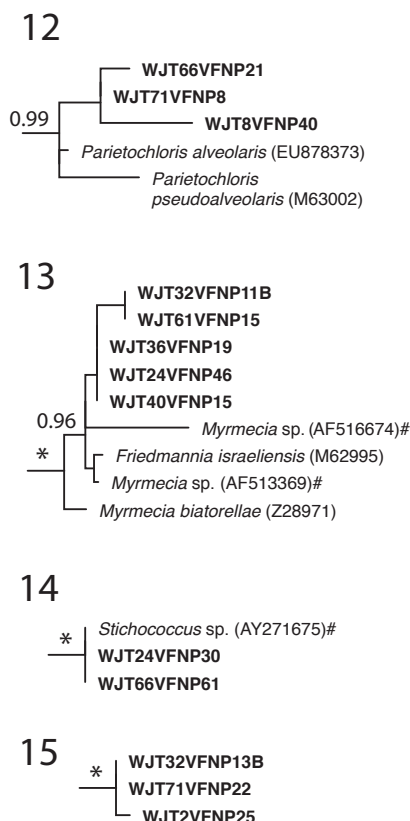 12
WJT66VFNP21
WJT71VFNP8
0.99
WJT8VFNP40
Parietochloris alveolaris (EU878373)
Parietochloris
pseudoalveolaris (M63002)
13
WJT32VFNP11B
WJT61VFNP15
WJT36VFNP19
WJT24VFNP46
WJT40VFNP15
0.96
Myrmecia sp. (AF516674)#
*
Friedmannia israeliensis (M62995)
Myrmecia sp. (AF513369)#
Myrmecia biatorellae (Z28971)
14
Stichococcus sp. (AY271675)#
*
WJT24VFNP30
WJT66VFNP61
15
WJT32VFNP13B
*
WJT71VFNP22
WJT2VFNP25